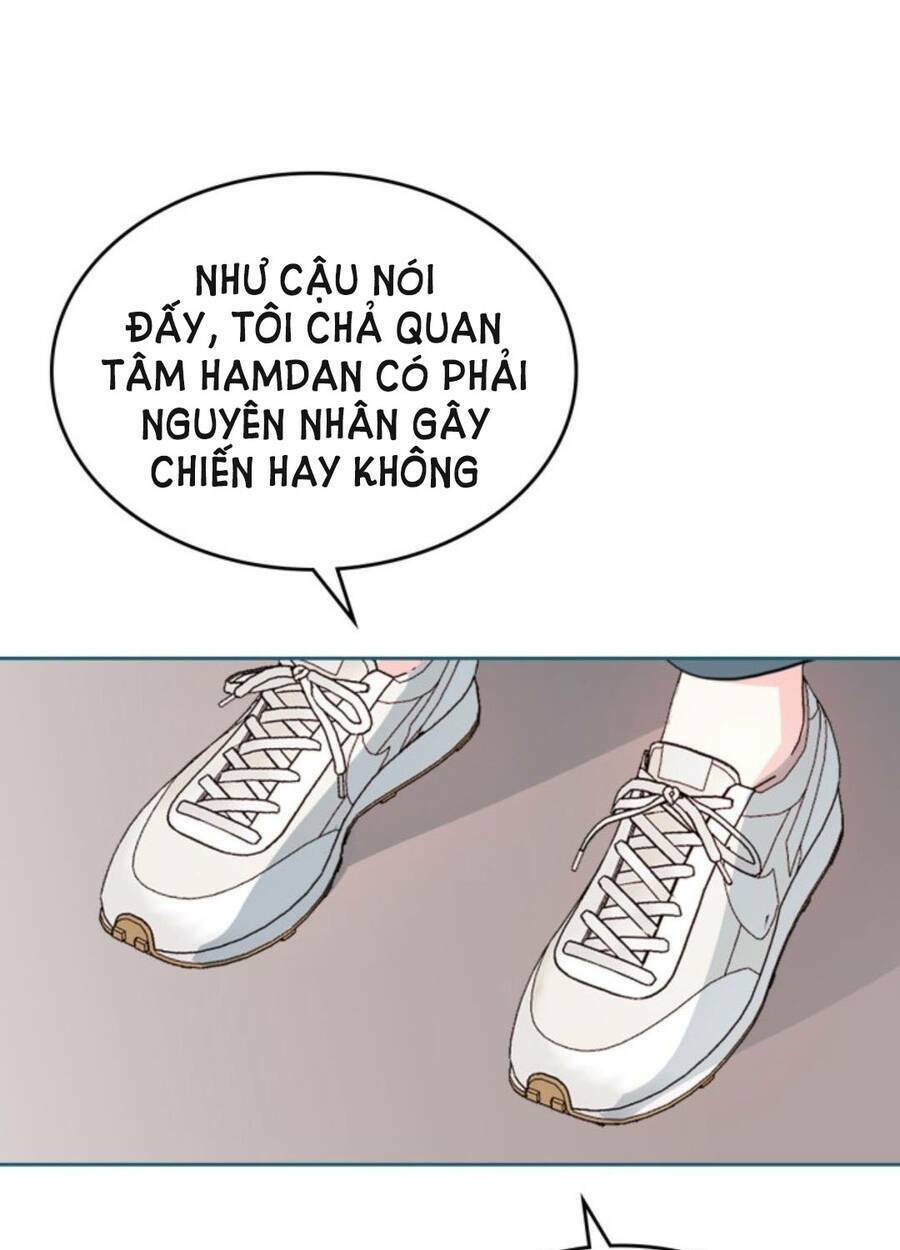 NHƯ CẬU NÓI
ĐẤY, TÔI CHẢ QUAN
TÂM HAMDAN CÓ PHẢI
NGUYÊN NHÂN GÂY
CHIẾN HAY KHÔNG